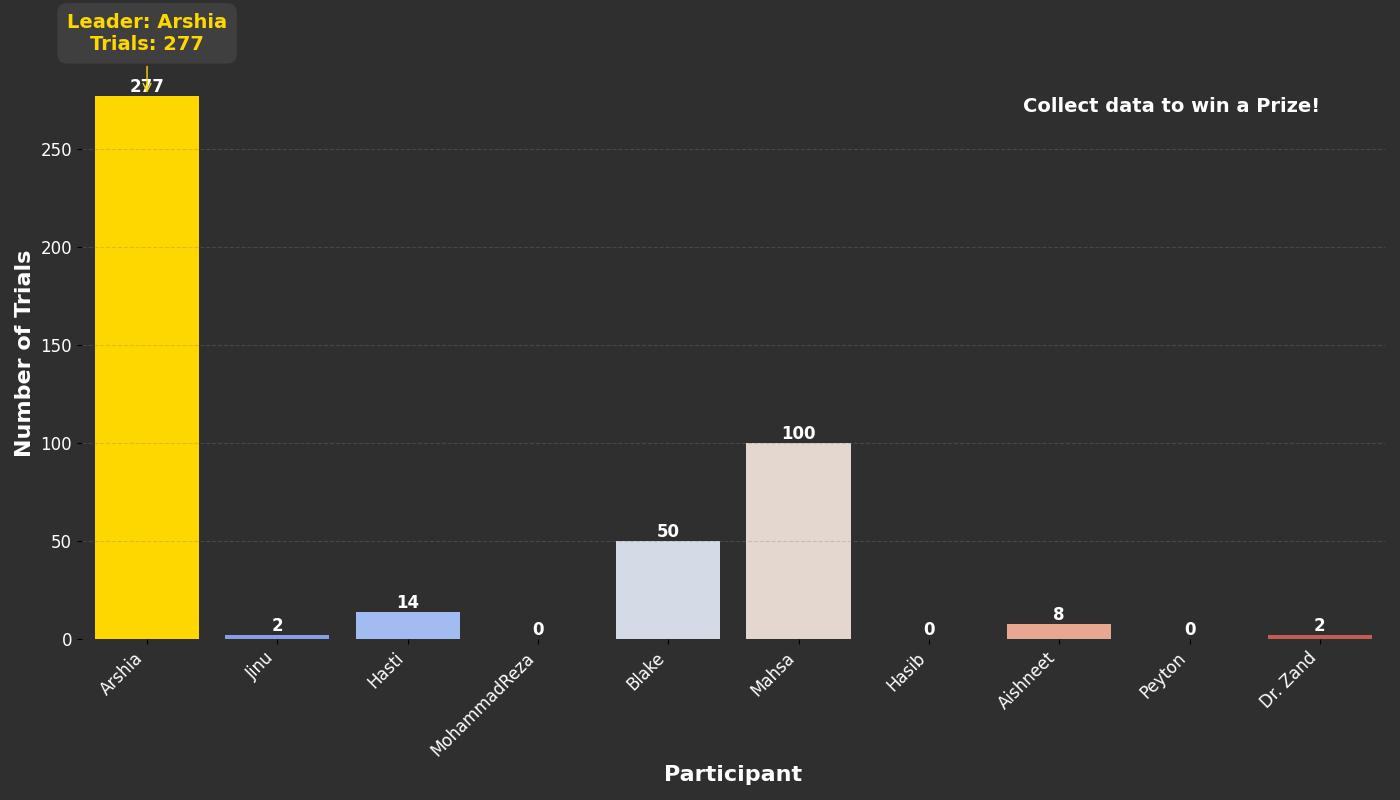 Leader: Arshia
Trials: 277
277
Collect data to win a Prize!
250
200
150
100
50
0
Number of Trials
2
14
0
50
100
0
8
0
2
Arshia
Jinu
Hasti
MohammadReza
Blake
Mahsa
Hasib
Aishneet
Peyton
Dr. Zand
Participant